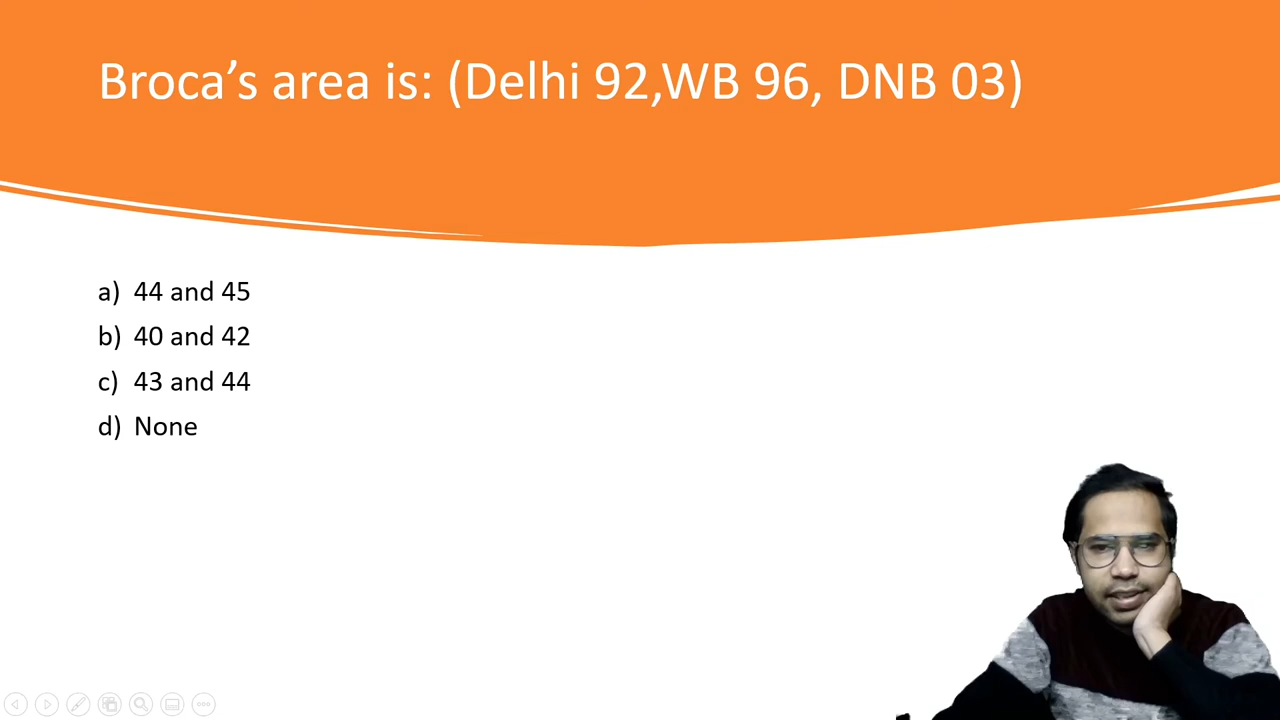 Broca’s area is: (Delhi 92,WB 96, DNB 03)
a) 44 and 45
b) 40 and 42
c) 43 and 44
d) None